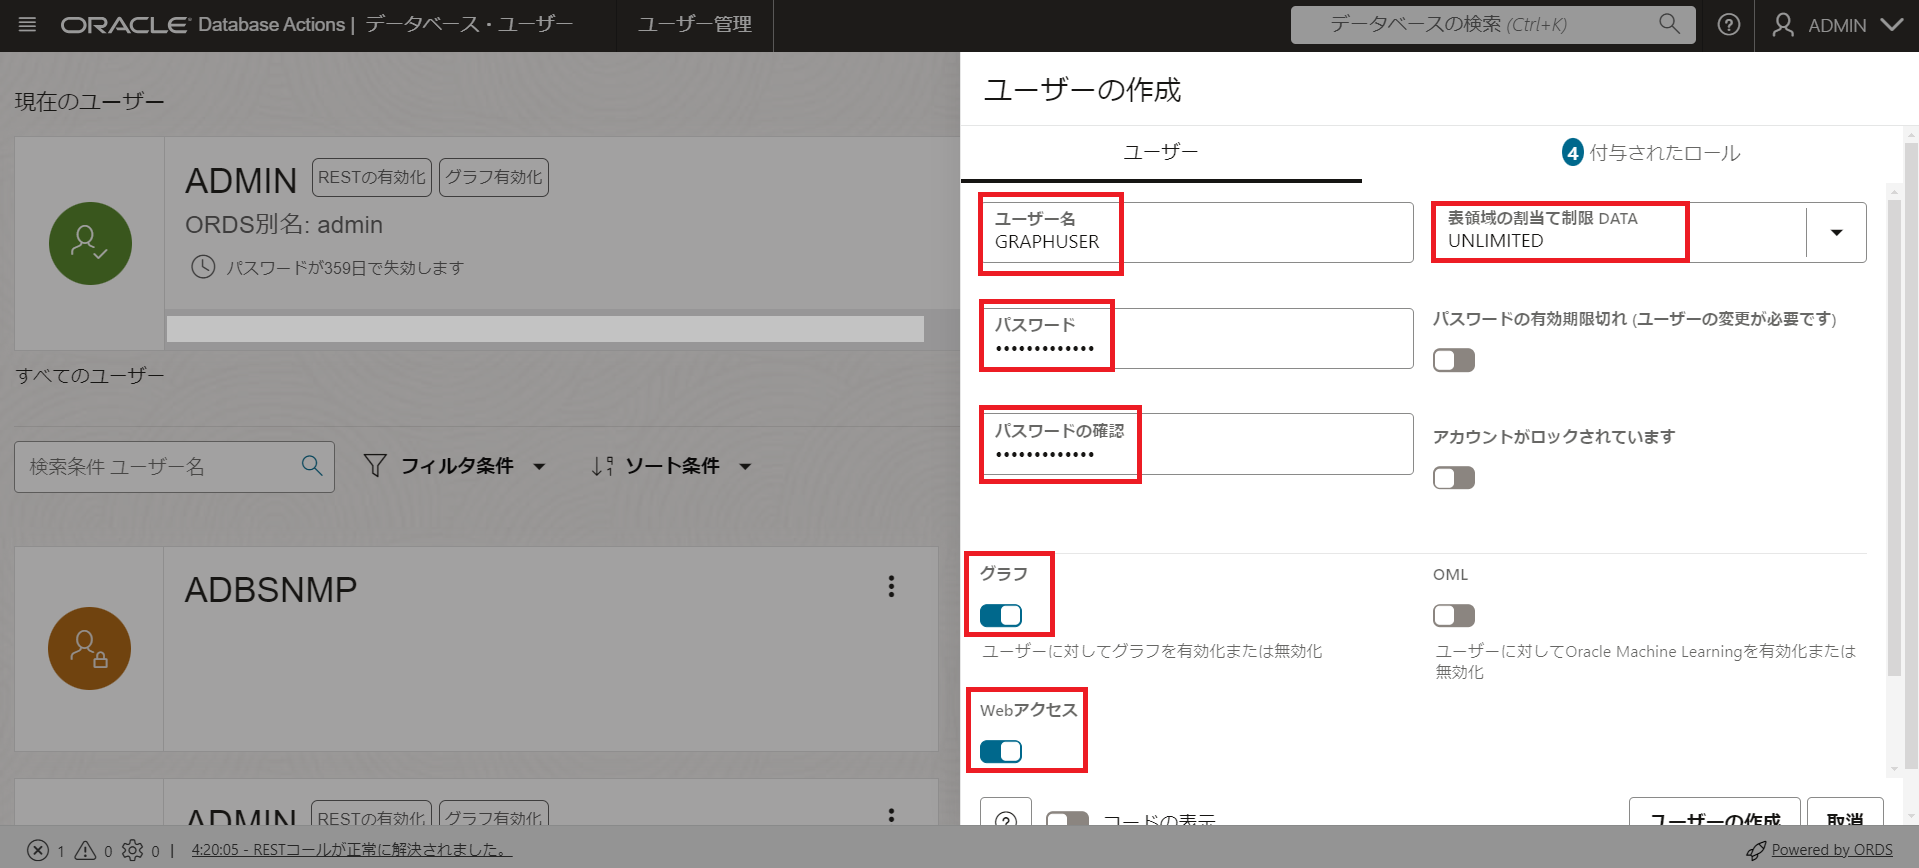 ORACLE Database Actions | データベース・ユーザー
ユーザー管理
データベースの検索 (Ctrl+K)
ADMIN
現在のユーザー
ADMIN RESTの有効化 グラフ有効化
ORDS別名: admin
パスワードが359日で失効します
すべてのユーザー
検索条件 ユーザー名
フィルタ条件
ソート条件
ADBSNMP
ADMIN RESTの有効化 グラフ有効化
ユーザーの作成
ユーザー
4 付与されたロール
ユーザー名
GRAPHUSER
表領域の割当て制限 DATA
UNLIMITED
パスワード
•••••••••••••
パスワードの有効期限切れ (ユーザーの変更が必要です)
パスワードの確認
•••••••••••••
アカウントがロックされています
グラフ
ユーザーに対してグラフを有効化または無効化
OML
ユーザーに対してOracle Machine Learningを有効化または
無効化
Webアクセス
コードの表示
ユーザーの作成
取消
1 0 0 | 4:20:05 - RESTコールが正常に解決されました。
Powered by ORDS